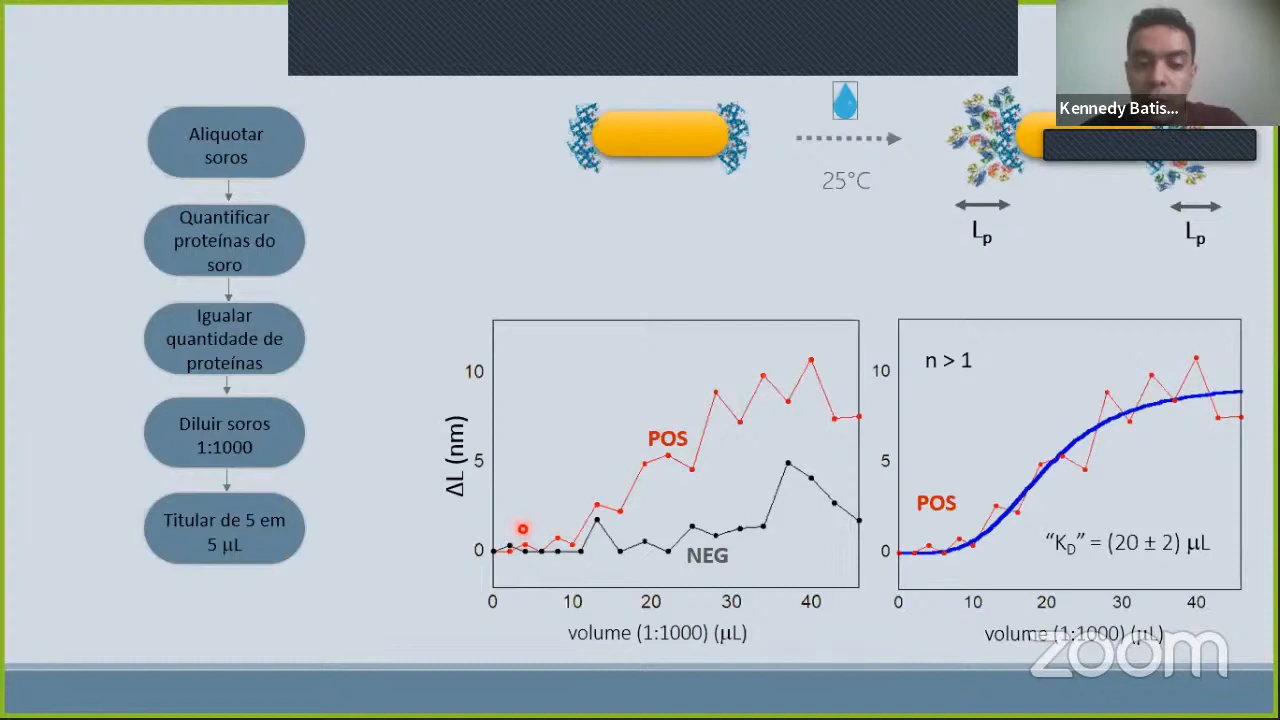 Kennedy Batis...
Aliquotar
soros
Quantificar
proteínas do
soro
Igualar
quantidade de
proteínas
Diluir soros
1:1000
Titular de 5 em
5 µL
25°C
Lp
Lp
ΔL (nm)
10
5
0
POS
NEG
0 10 20 30 40
volume (1:1000) (µL)
n > 1
10
5
0
POS
“KD” = (20 ± 2) µL
0 10 20 30 40
volume (1:1000) (µL)
zoom